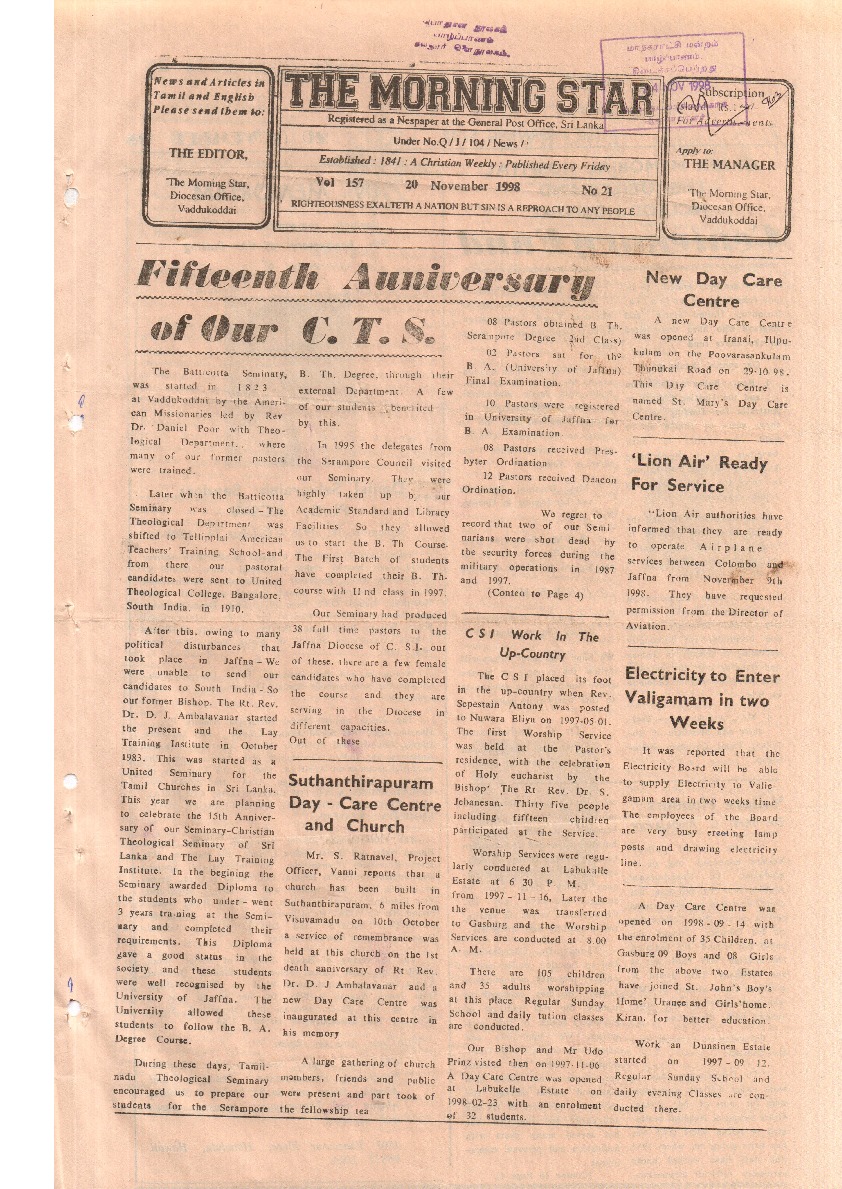 பொதுசன நூலகம்
யாழ்ப்பாணம்
மாநகராட்சி மன்றம்
யாழ்ப்பாணம்
News and Articles in
Tamil and English
Please send them to:
THE EDITOR,
'The Morning Star,
Diocesan Office,
Vaddukoddai
THE MORNING STAR
Registered as a Nespaper at the General Post Office, Sri Lanka
Under No.Q / J / 104 / News /
Established : 1841 : A Christian Weekly : Published Every Friday
Vol 157 20 November 1998 No 21
RIGHTEOUSNESS EXALTETH A NATION BUT SIN IS A REPROACH TO ANY PEOPLE
Subscription
For Advertisments
Apply to:
THE MANAGER
'The Morning Star,
Diocesan Office,
Vaddukoddai
Fifteenth Anniversary
of Our C. T. S.
The Batticotta Seminary,
was started in 1823
at Vaddukoddai by the Ameri-
can Missionaries led by Rev
Dr. Daniel Poor with Theo-
logical Department, where
many of our former pastors
were trained.
Later when the Batticotta
Seminary was closed - The
Theological Department was
shifted to Tellipplai American
Teachers' Training School-and
from there our pastoral
candidates were sent to United
Theological College, Bangalore,
South India, in 1910.
After this, owing to many
political disturbances that
took place in Jaffna - We
were unable to send our
candidates to South India - So
our former Bishop, The Rt. Rev.
Dr. D. J. Ambalavanar started
the present and the Lay
Training Institute in October
1983. This was started as a
United Seminary for the
Tamil Churches in Sri Lanka.
This year we are planning
to celebrate the 15th Anniver-
sary of our Seminary-Christian
Theological Seminary of Sri
Lanka and The Lay Training
Institute. In the begining the
Seminary awarded Diploma to
the students who under - went
3 years training at the Semi-
nary and completed their
requirements. This Diploma
gave a good status in the
society and these students
were well recognised by the
University of Jaffna. The
University allowed these
students to follow the B. A.
Degree Course.
During these days, Tamil-
nadu Theological Seminary
encouraged us to prepare our
students for the Serampore
B. Th. Degree, through their
external Department. A few
of our students benefited
by this.
In 1995 the delegates from
the Serampore Council visited
our Seminary. They were
highly taken up by our
Academic Standard and Library
Facilities So they allowed
us to start the B. Th Course.
The First Batch of students
have completed their B. Th-
course with II nd class in 1997.
Our Seminary had produced
38 full time pastors to the
Jaffna Diocese of C. S.I. out
of these, there are a few female
candidates who have completed
the course and they are
serving in the Diocese in
different capacities.
Out of these
Suthanthirapuram
Day - Care Centre
and Church
Mr. S. Ratnavel, Project
Officer, Vanni reports that a
church has been built in
Suthanthirapuram, 6 miles from
Visuvamadu on 10th October
a service of remembrance was
held at this church on the 1st
death anniversary of Rt. Rev.
Dr. D. J Ambalavanar and a
new Day Care Centre was
inaugurated at this centre in
his memory
A large gathering of church
members, friends and public
were present and part took of
the fellowship tea
08 Pastors obtained B Th.
Serampore Degree (2nd Class)
02 Pastors sat for the
B A. (University of Jaffna)
Final Examination.
10 Pastors were registered
in University of Jaffna for
B. A Examination.
08 Pastors received Pres-
byter Ordination
12 Pastors received Deacon
Ordination.
We regret to
record that two of our Semi
narians were shot dead by
the security forces during the
military operations in 1987
and 1997.
(Conten to Page 4)
CSI Work In The
Up-Country
The C S I placed its foot
in the up-country when Rev.
Sepestain Antony was posted
to Nuwara Eliya on 1997-05 01.
The first Worship Service
was held at the Pastor's
residence, with the celebration
of Holy eucharist by the
Bishop' The Rt Rev. Dr. S.
Jebanesan. Thirty five people
including fiffteen children
participated at the Service.
Worship Services were regu-
larly conducted at Labukalle
Estate at 6 30 P. M.
from 1997 - 11 - 16, Later the
the venue was transferred
to Gasburg and the Worship
Services are conducted at 8.00
A. M.
There are 105 children
and 35 adults worshipping
at this place Regular Sunday
School and daily tution classes
are conducted.
Our Bishop and Mr Udo
Prinz visted then on 1997-11-06
A Day Care Centre was opened
at Labukelle Estate on
1998-02-23 with an enrolment
of 32 students.
New Day Care
Centre
A new Day Care Centre
was opened at Iranai, Illpu-
kulam on the Poovarasankulam
Thunukai Road on 29-10 98.
This Day Care Centre is
named St. Mary's Day Care
Centre.
'Lion Air' Ready
For Service
"Lion Air authorities have
informed that they are ready
to operate Airplane
services between Colombo and
Jaffna from November 9th
1998. They have requested
permission from the Director of
Aviation.
Electricity to Enter
Valigamam in two
Weeks
It was reported that the
Electricity Board will be able
to supply Electricity to Valie-
gamam area in two weeks time
The employees of the Board
are very busy ereeting lamp
posts and drawing electricity
line.
A Day Care Centre was
opened on 1998 - 09 - 14 with
the enrolment of 35 Children, at
Gasburg 09 Boys and 08 Girls
from the above two Estates
have joined St. John's Boy's
Home' Uranee and Girls'home.
Kiran, for better education.
Work an Dunsinen Estate
started on 1997 - 09 12.
Regular Sunday School and
daily evening Classes are con-
ducted there.